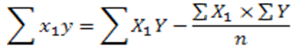 ∑ x₁y = ∑ X₁Y − (∑ X₁ × ∑ Y) / n